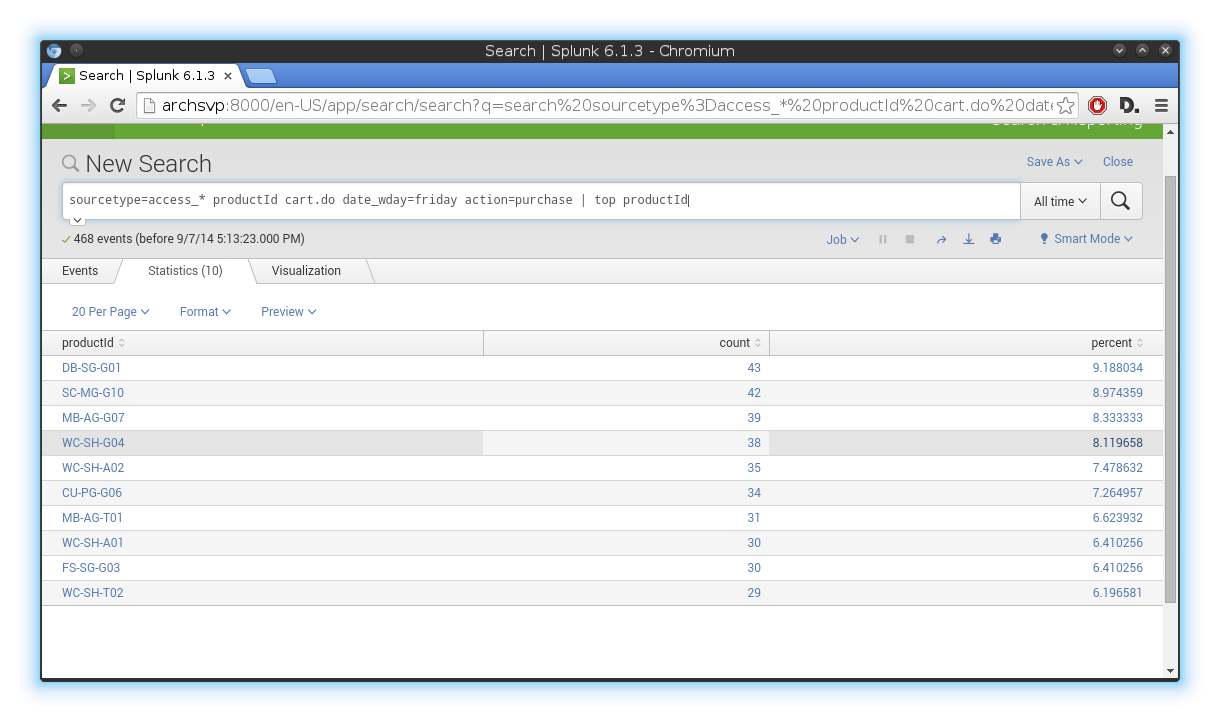 Search | Splunk 6.1.3 - Chromium
Search | Splunk 6.1.3 ×
archsvp:8000/en-US/app/search/search?q=search%20sourcetype%3Daccess_*%20productId%20cart.do%20dat
D.
New Search
Save As Close
sourcetype=access_* productId cart.do date_wday=friday action=purchase | top productId
All time
468 events (before 9/7/14 5:13:23.000 PM)
Job Smart Mode
Events Statistics (10) Visualization
20 Per Page Format Preview
productId count percent
DB-SG-G01 43 9.188034
SC-MG-G10 42 8.974359
MB-AG-G07 39 8.333333
WC-SH-G04 38 8.119658
WC-SH-A02 35 7.478632
CU-PG-G06 34 7.264957
MB-AG-T01 31 6.623932
WC-SH-A01 30 6.410256
FS-SG-G03 30 6.410256
WC-SH-T02 29 6.196581